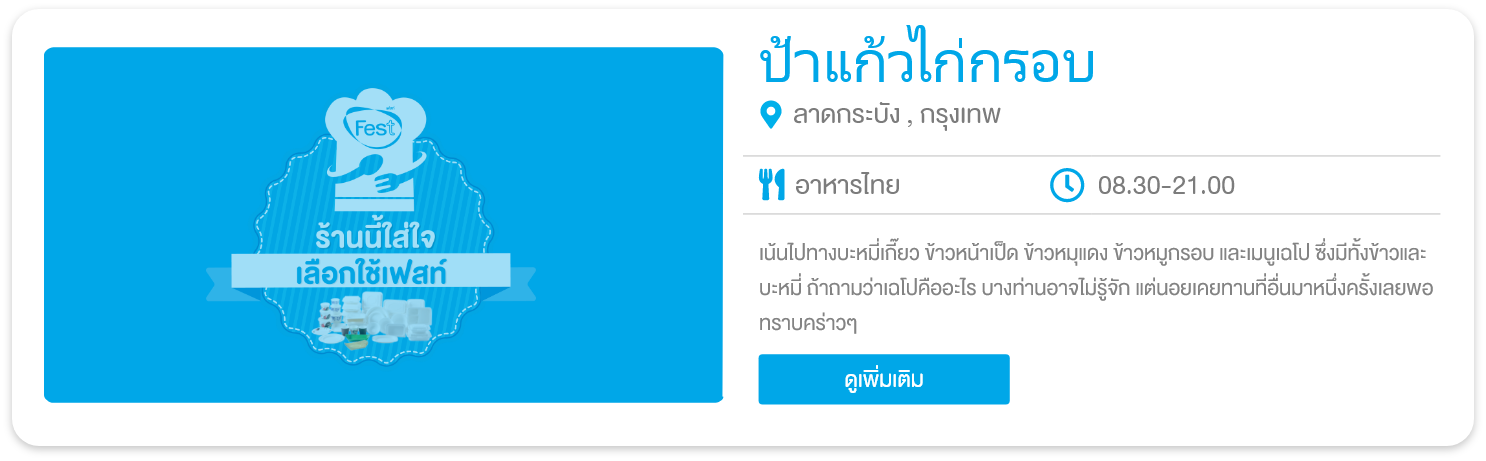 Fest
ร้านนี้ใส่ใจ
เลือกใช้เฟสท์
ป้าแก้วไก่กรอบ
ลาดกระบัง , กรุงเทพ
อาหารไทย
08.30-21.00
เน้นไปทางบะหมี่เกี๊ยว ข้าวหน้าเป็ด ข้าวหมุแดง ข้าวหมูกรอบ และเมนูเฉโป ซึ่งมีทั้งข้าวและ
บะหมี่ ถ้าถามว่าเฉโปคืออะไร บางท่านอาจไม่รู้จัก แต่นอยเคยทานที่อื่นมาหนึ่งครั้งเลยพอ
ทราบคร่าวๆ
ดูเพิ่มเติม